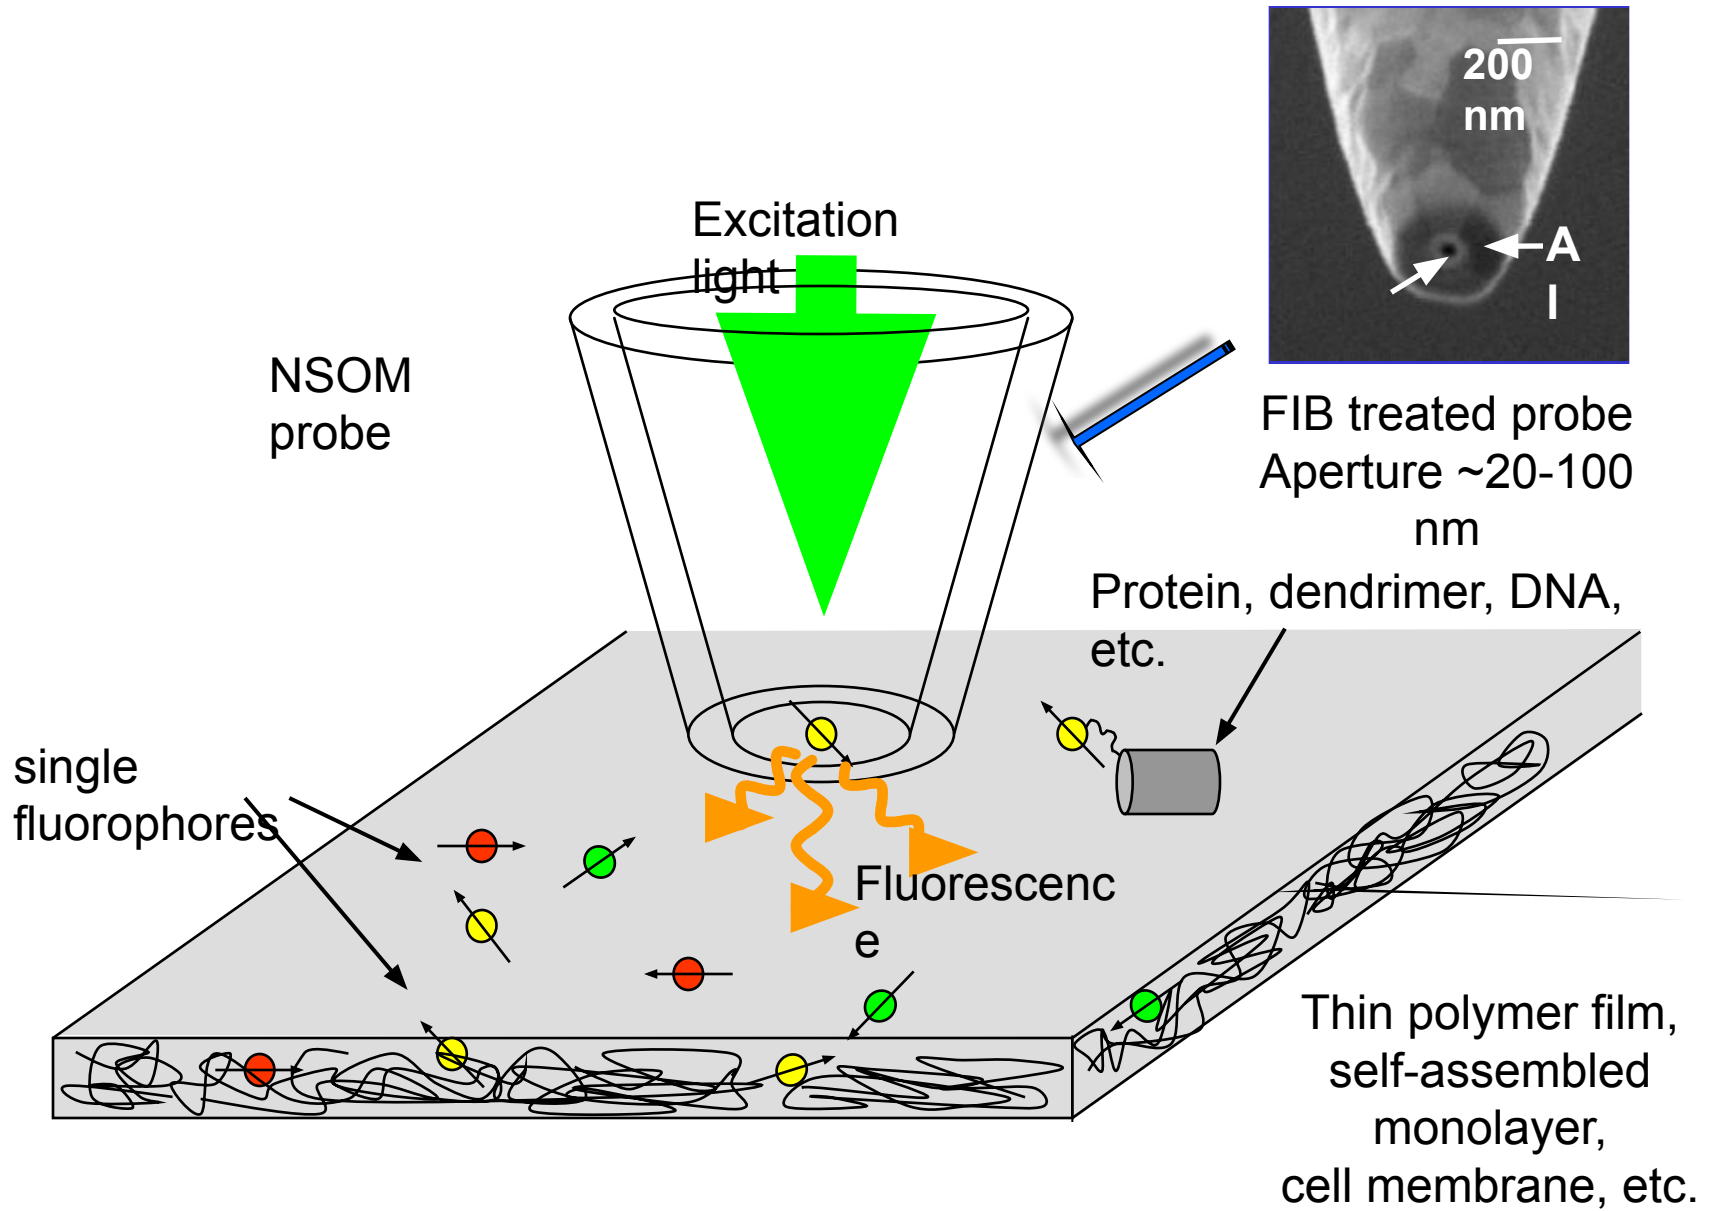 200
nm
A
l
Excitation
light
NSOM
probe
FIB treated probe
Aperture ~20-100
nm
Protein, dendrimer, DNA,
etc.
single
fluorophores
Fluorescenc
e
Thin polymer film,
self-assembled
monolayer,
cell membrane, etc.